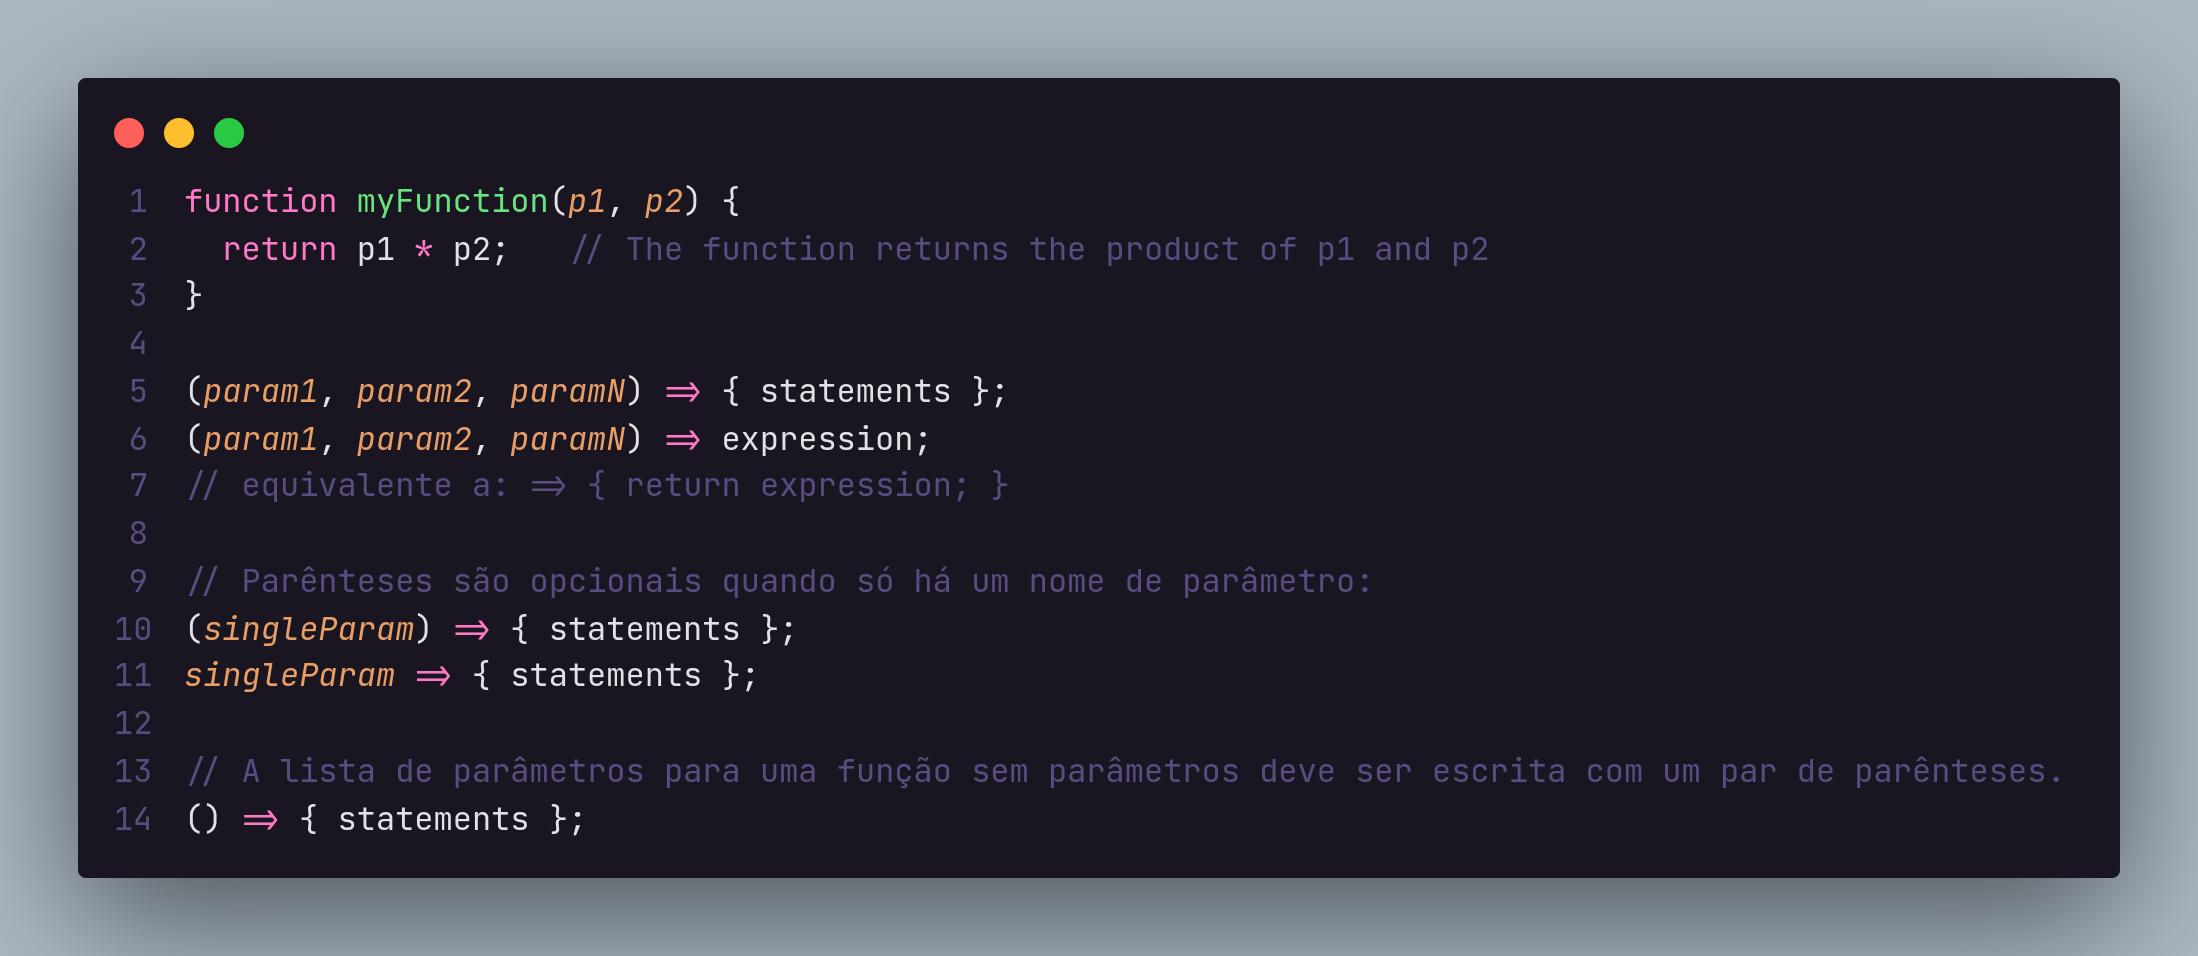 1 function myFunction(p1, p2) {
2   return p1 * p2;   // The function returns the product of p1 and p2
3 }
4
5 (param1, param2, paramN) => { statements };
6 (param1, param2, paramN) => expression;
7 // equivalente a: => { return expression; }
8
9 // Parênteses são opcionais quando só há um nome de parâmetro:
10 (singleParam) => { statements };
11 singleParam => { statements };
12
13 // A lista de parâmetros para uma função sem parâmetros deve ser escrita com um par de parênteses.
14 () => { statements };